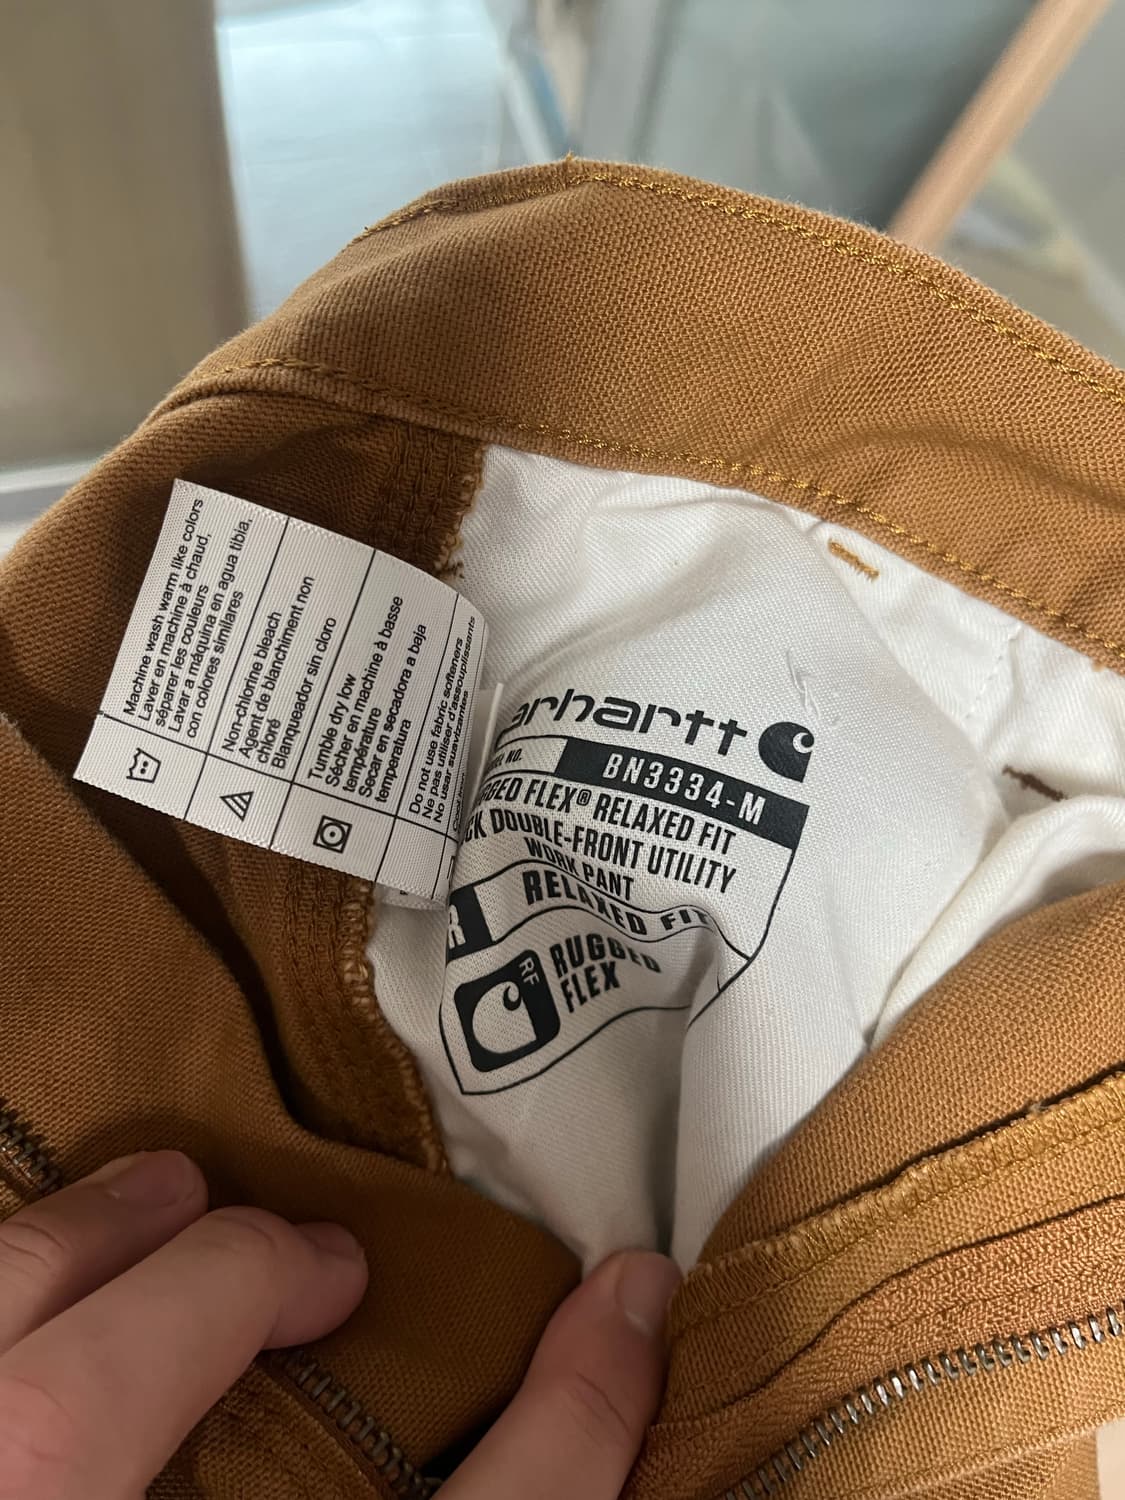 Machine wash warm like colors
Laver en machine à chaud,
séparer les couleurs
Lavar a máquina en agua tibia,
con colores similares
Non-chlorine bleach
Agent de blanchiment non
chloré
Blanqueador sin cloro
Tumble dry low
Sécher en machine à basse
température
Secar en secadora a baja
temperatura
Do not use fabric softeners
Ne pas utiliser d'assouplissants
No usar suavizantes
arhartt
NO.
BN3334-M
GED FLEX® RELAXED FIT
CK DOUBLE-FRONT UTILITY
WORK PANT
R
RELAXED FIT
RF
RUGGED
FLEX